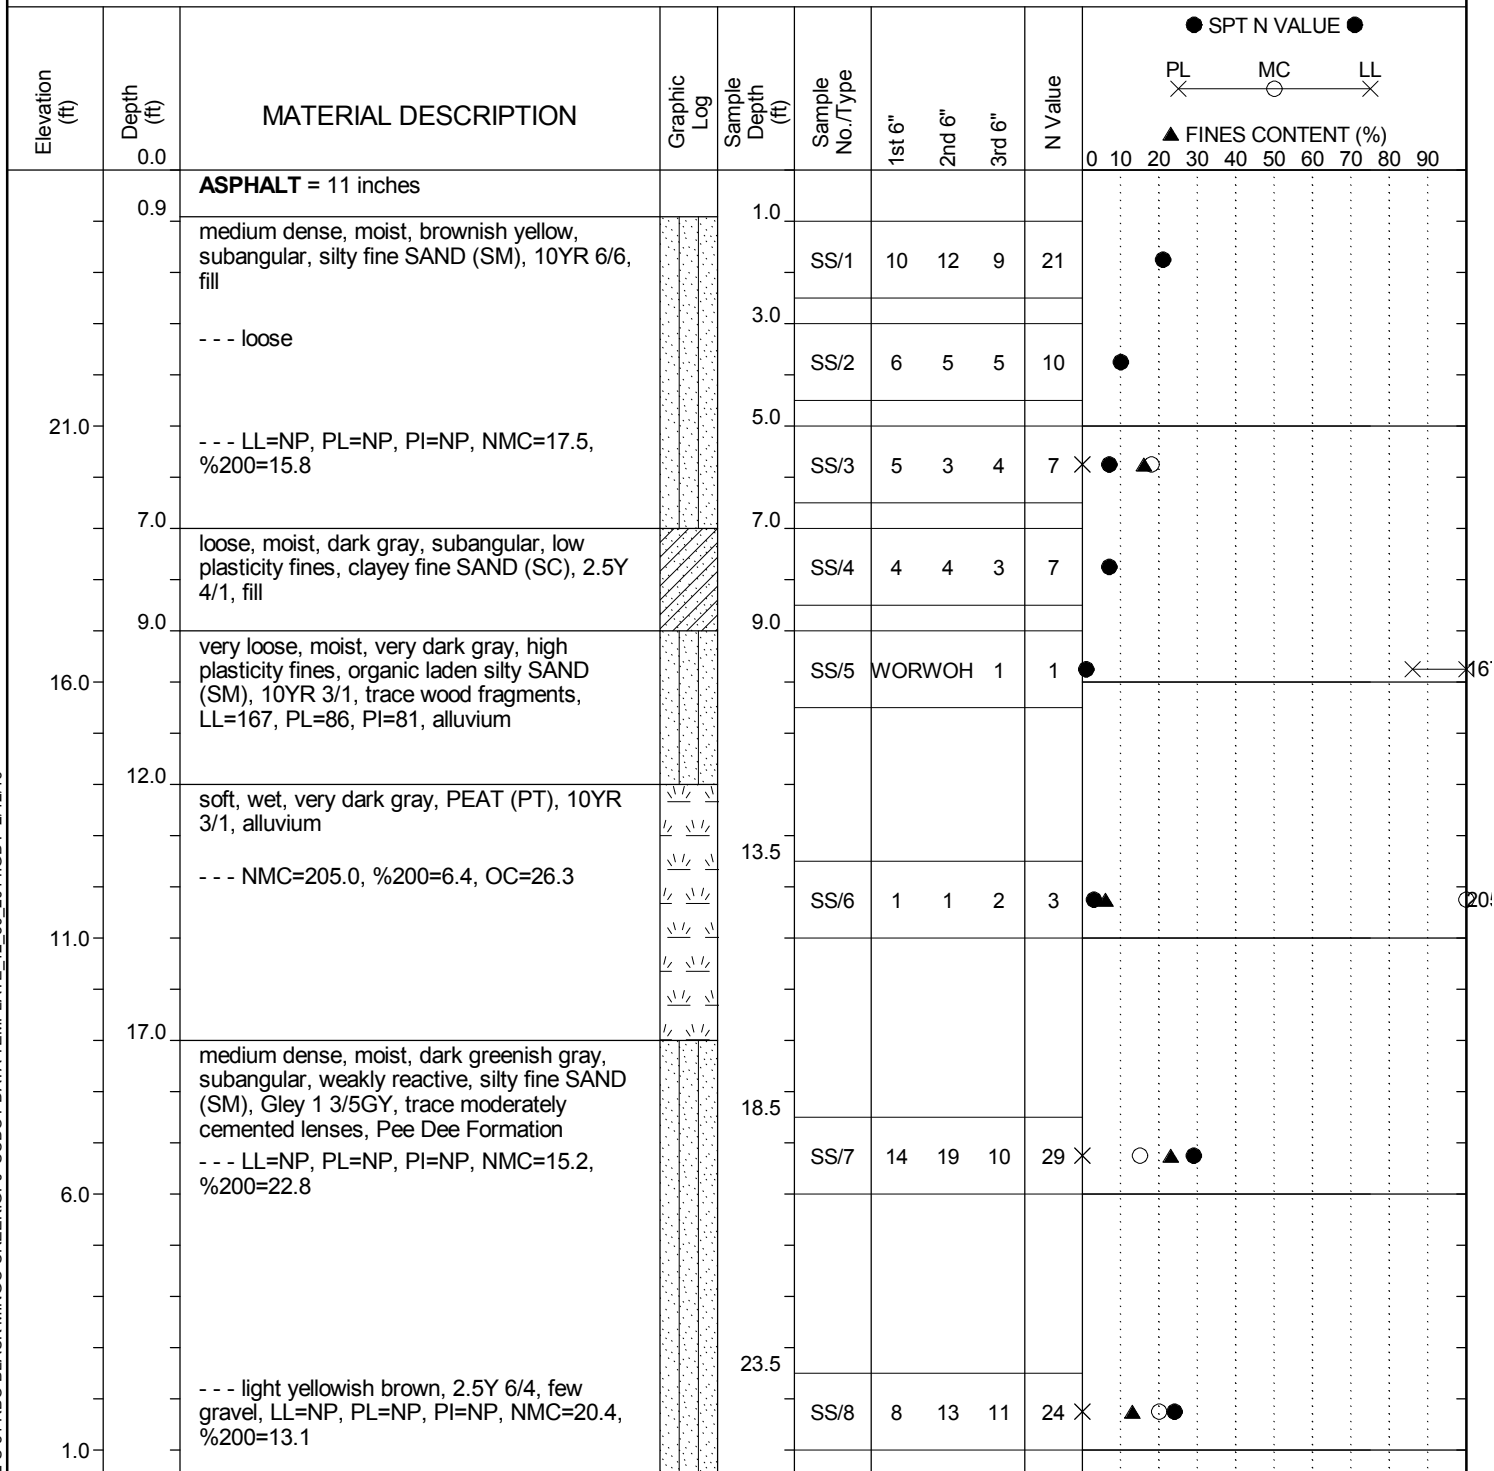 ● SPT N VALUE ●
PL MC LL
▲ FINES CONTENT (%)
0 10 20 30 40 50 60 70 80 90
Elevation (ft)
Depth (ft)
0.0
MATERIAL DESCRIPTION
Graphic Log
Sample Depth (ft)
Sample No./Type
1st 6"
2nd 6"
3rd 6"
N Value
ASPHALT = 11 inches
0.9
1.0
medium dense, moist, brownish yellow,
subangular, silty fine SAND (SM), 10YR 6/6,
fill
SS/1 10 12 9 21
3.0
- - - loose
SS/2 6 5 5 10
5.0
21.0
- - - LL=NP, PL=NP, PI=NP, NMC=17.5,
%200=15.8
SS/3 5 3 4 7
7.0
7.0
loose, moist, dark gray, subangular, low
plasticity fines, clayey fine SAND (SC), 2.5Y
4/1, fill
SS/4 4 4 3 7
9.0
9.0
very loose, moist, very dark gray, high
plasticity fines, organic laden silty SAND
(SM), 10YR 3/1, trace wood fragments,
LL=167, PL=86, PI=81, alluvium
SS/5 WOR WOH 1 1
16.0
12.0
soft, wet, very dark gray, PEAT (PT), 10YR
3/1, alluvium
13.5
- - - NMC=205.0, %200=6.4, OC=26.3
SS/6 1 1 2 3
11.0
17.0
medium dense, moist, dark greenish gray,
subangular, weakly reactive, silty fine SAND
(SM), Gley 1 3/5GY, trace moderately
cemented lenses, Pee Dee Formation
18.5
- - - LL=NP, PL=NP, PI=NP, NMC=15.2,
%200=22.8
SS/7 14 19 10 29
6.0
23.5
- - - light yellowish brown, 2.5Y 6/4, few
gravel, LL=NP, PL=NP, PI=NP, NMC=20.4,
%200=13.1
SS/8 8 13 11 24
1.0